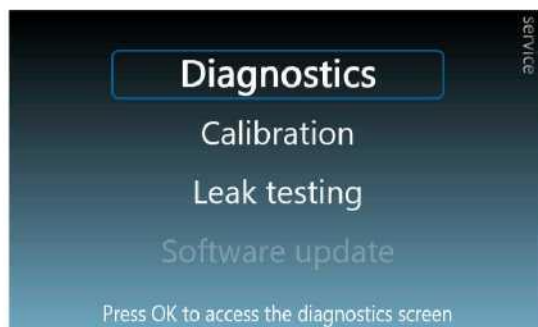 service
Diagnostics
Calibration
Leak testing
Software update
Press OK to access the diagnostics screen